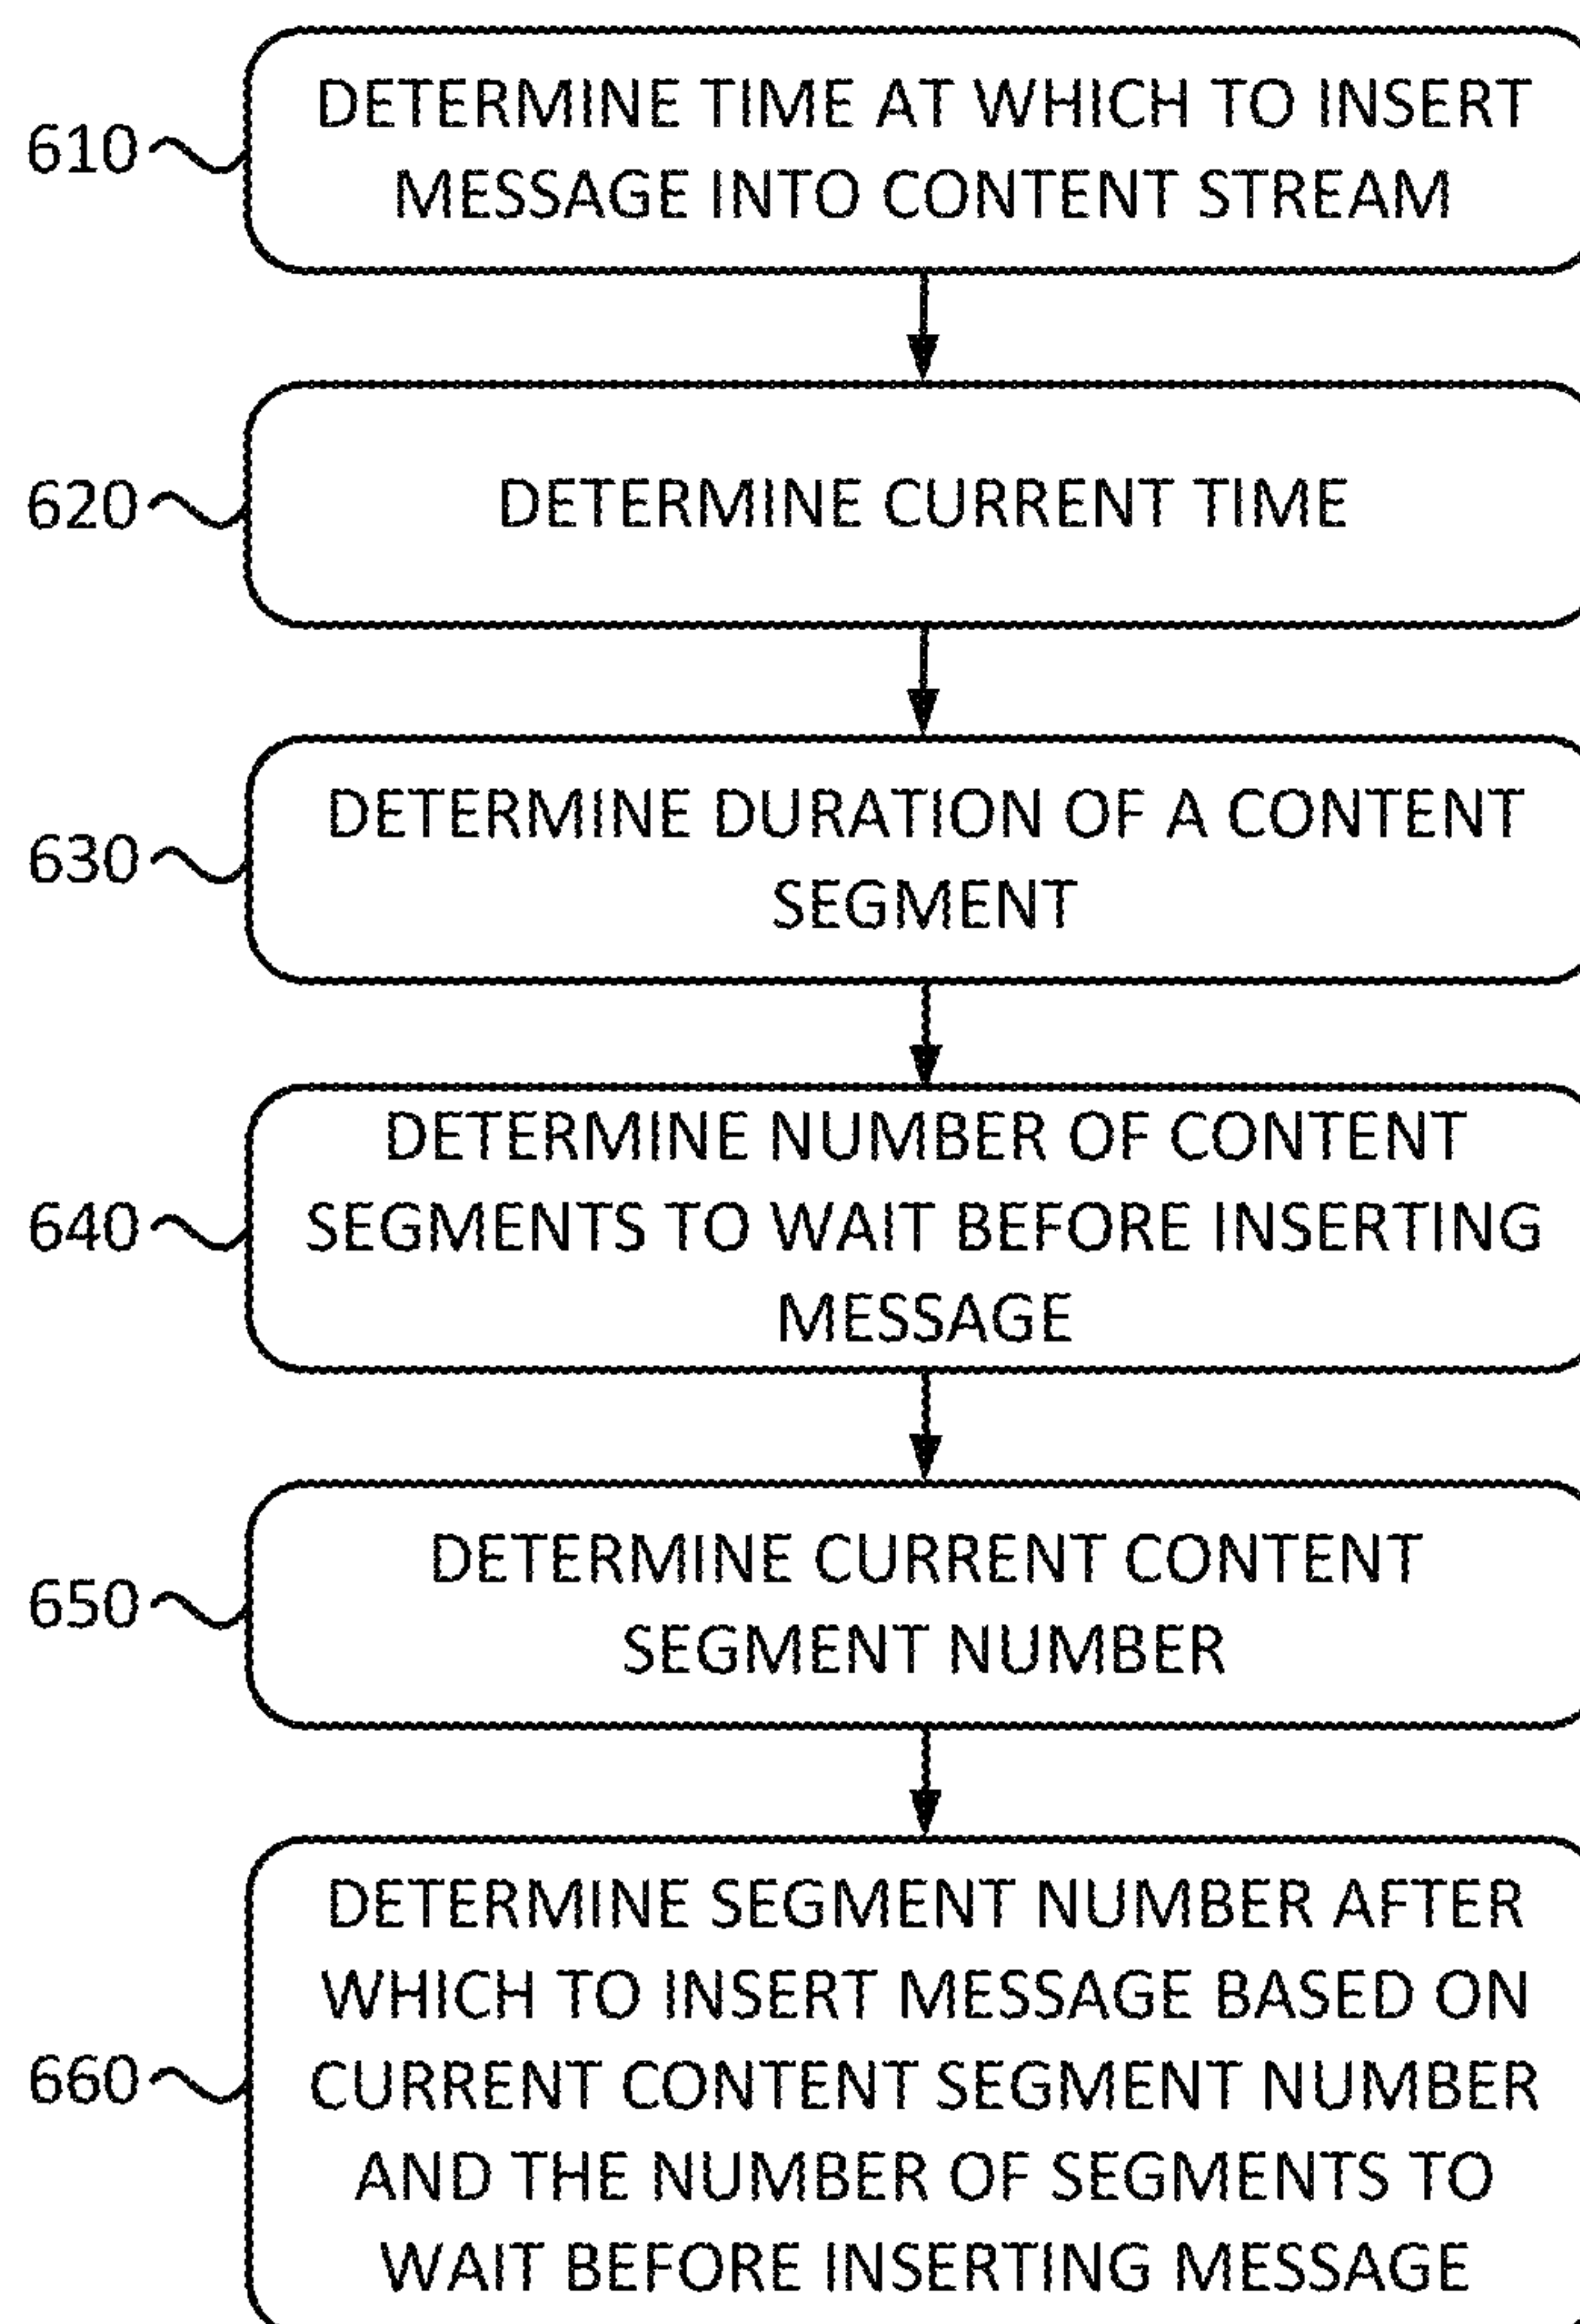 610
DETERMINE TIME AT WHICH TO INSERT
MESSAGE INTO CONTENT STREAM
620
DETERMINE CURRENT TIME
630
DETERMINE DURATION OF A CONTENT
SEGMENT
640
DETERMINE NUMBER OF CONTENT
SEGMENTS TO WAIT BEFORE INSERTING
MESSAGE
650
DETERMINE CURRENT CONTENT
SEGMENT NUMBER
660
DETERMINE SEGMENT NUMBER AFTER
WHICH TO INSERT MESSAGE BASED ON
CURRENT CONTENT SEGMENT NUMBER
AND THE NUMBER OF SEGMENTS TO
WAIT BEFORE INSERTING MESSAGE